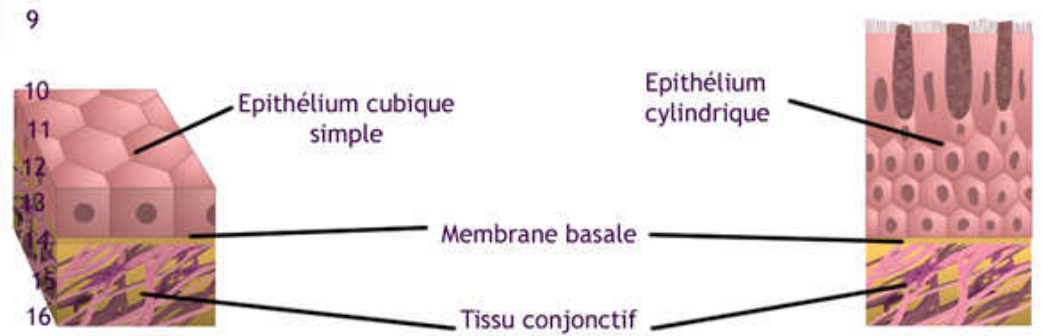 9
10
11
12
13
14
15
16
Epithélium cubique
simple
Epithélium
cylindrique
Membrane basale
Tissu conjonctif